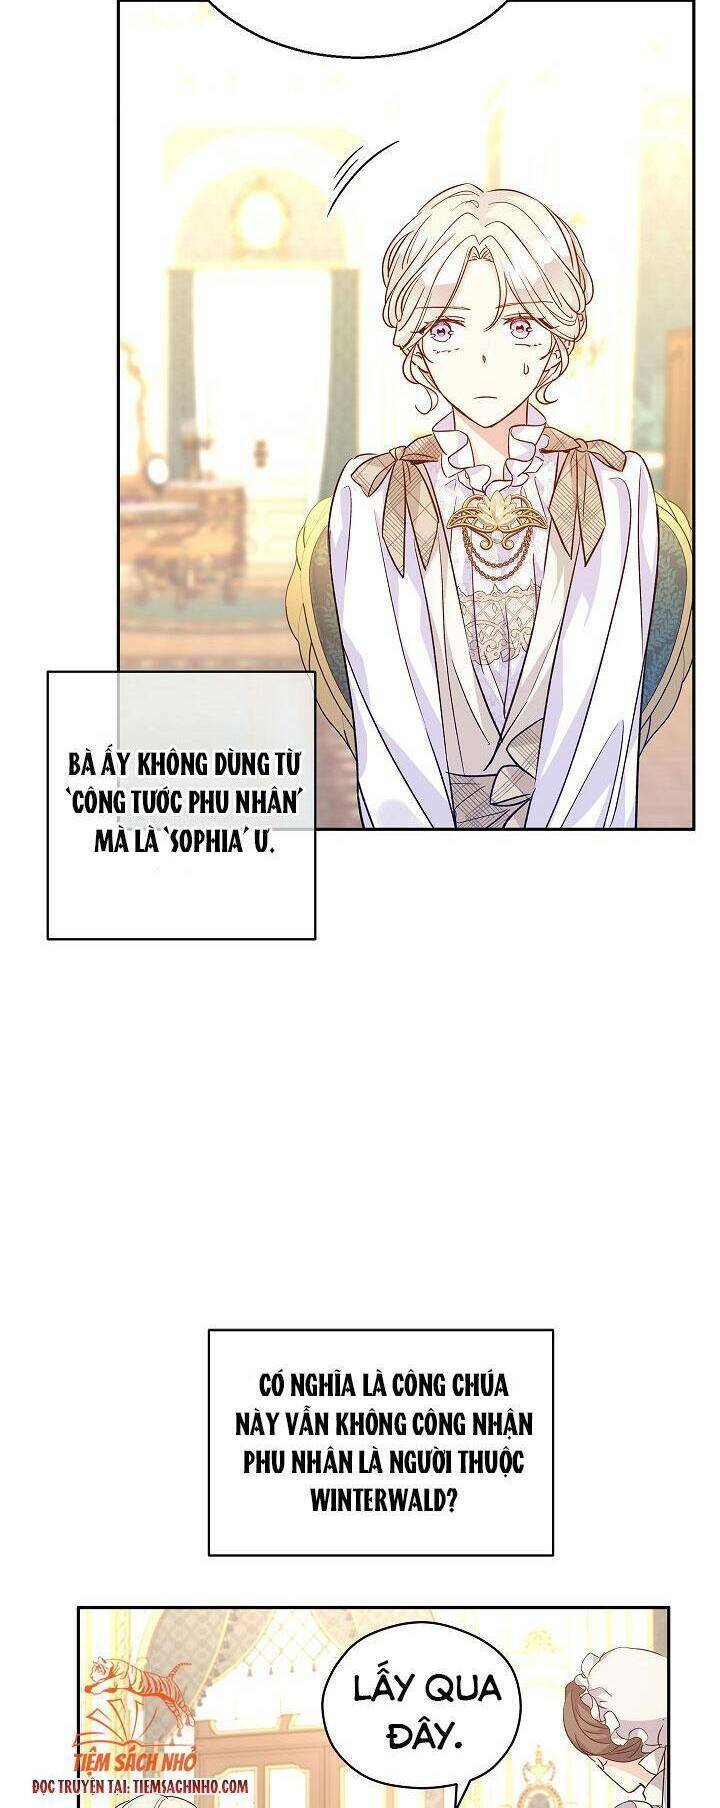 BÀ ẤY KHÔNG DÙNG TỪ
‘CÔNG TƯỚC PHU NHÂN’
MÀ LÀ ‘SOPHIA’ Ư.
CÓ NGHĨA LÀ CÔNG CHÚA
NÀY VẪN KHÔNG CÔNG NHẬN
PHU NHÂN LÀ NGƯỜI THUỘC
WINTERWALD?
LẤY QUA
ĐÂY.
TIỆM SÁCH NHỎ
ĐỌC TRUYỆN TẠI: TIEMSACHNHO.COM